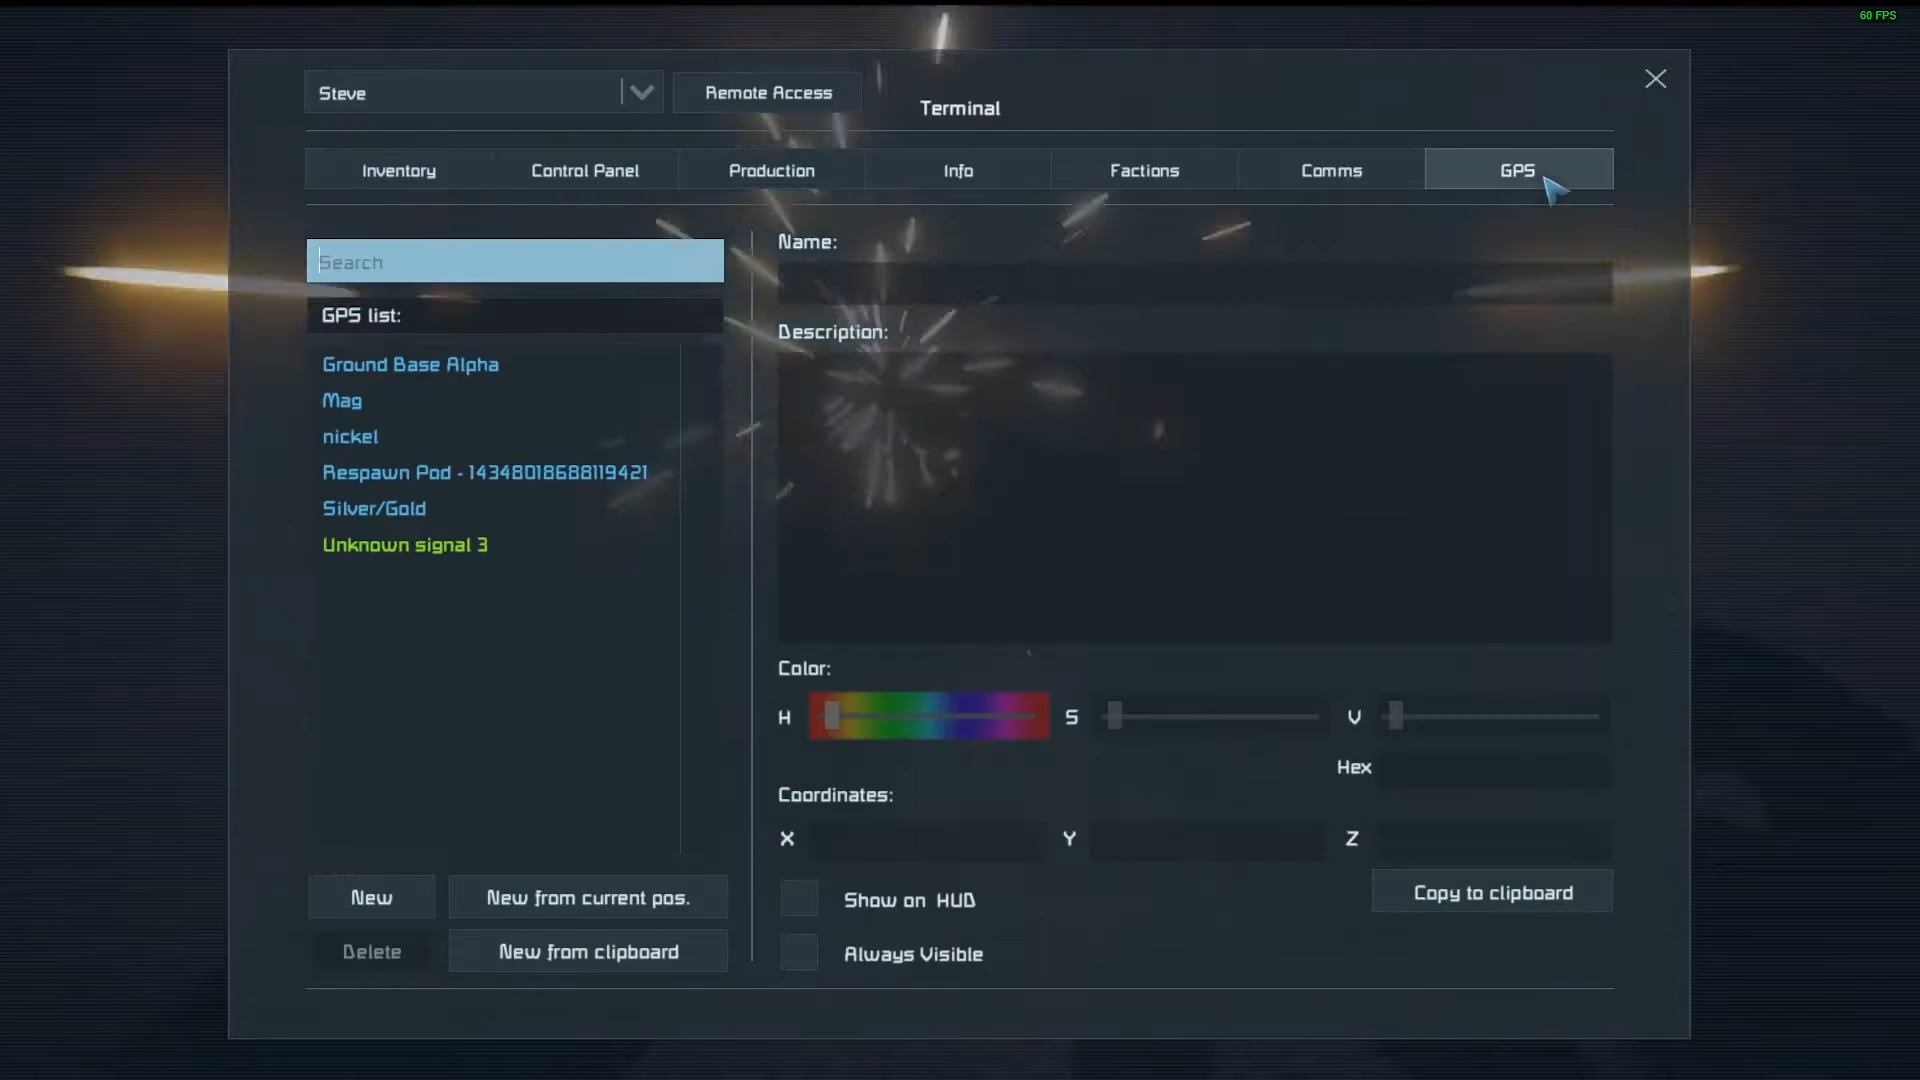 60 FPS
Steve
Remote Access
Terminal
Inventory
Control Panel
Production
Info
Factions
Comms
GPS
Search
GPS list:
Ground Base Alpha
Mag
nickel
Respawn Pod - 14348018688119421
Silver/Gold
Unknown signal 3
New
New from current pos.
Delete
New from clipboard
Name:
Description:
Color:
H
S
V
Hex
Coordinates:
X
Y
Z
Show on HUD
Copy to clipboard
Always Visible